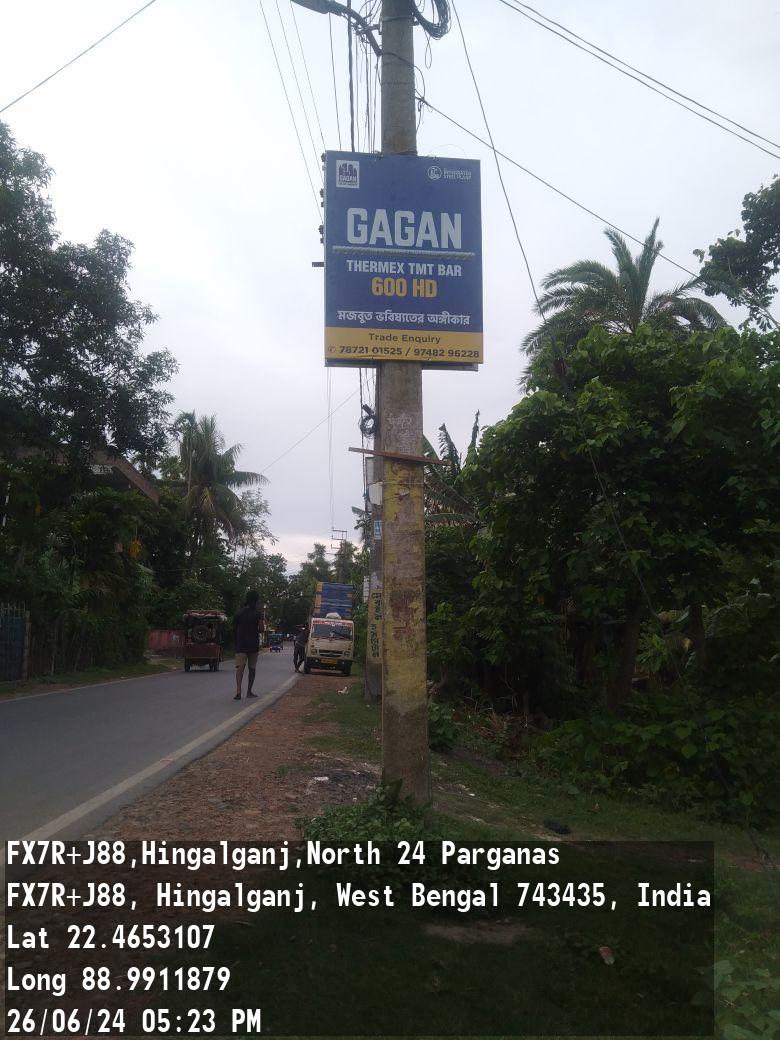 GAGAN
GAGAN
THERMEX TMT BAR
600 HD
মজবুত ভবিষ্যতের অঙ্গীকার
Trade Enquiry
78721 01525 / 97482 96228
FX7R+J88,Hingalganj,North 24 Parganas
FX7R+J88, Hingalganj, West Bengal 743435, India
Lat 22.4653107
Long 88.9911879
26/06/24 05:23 PM